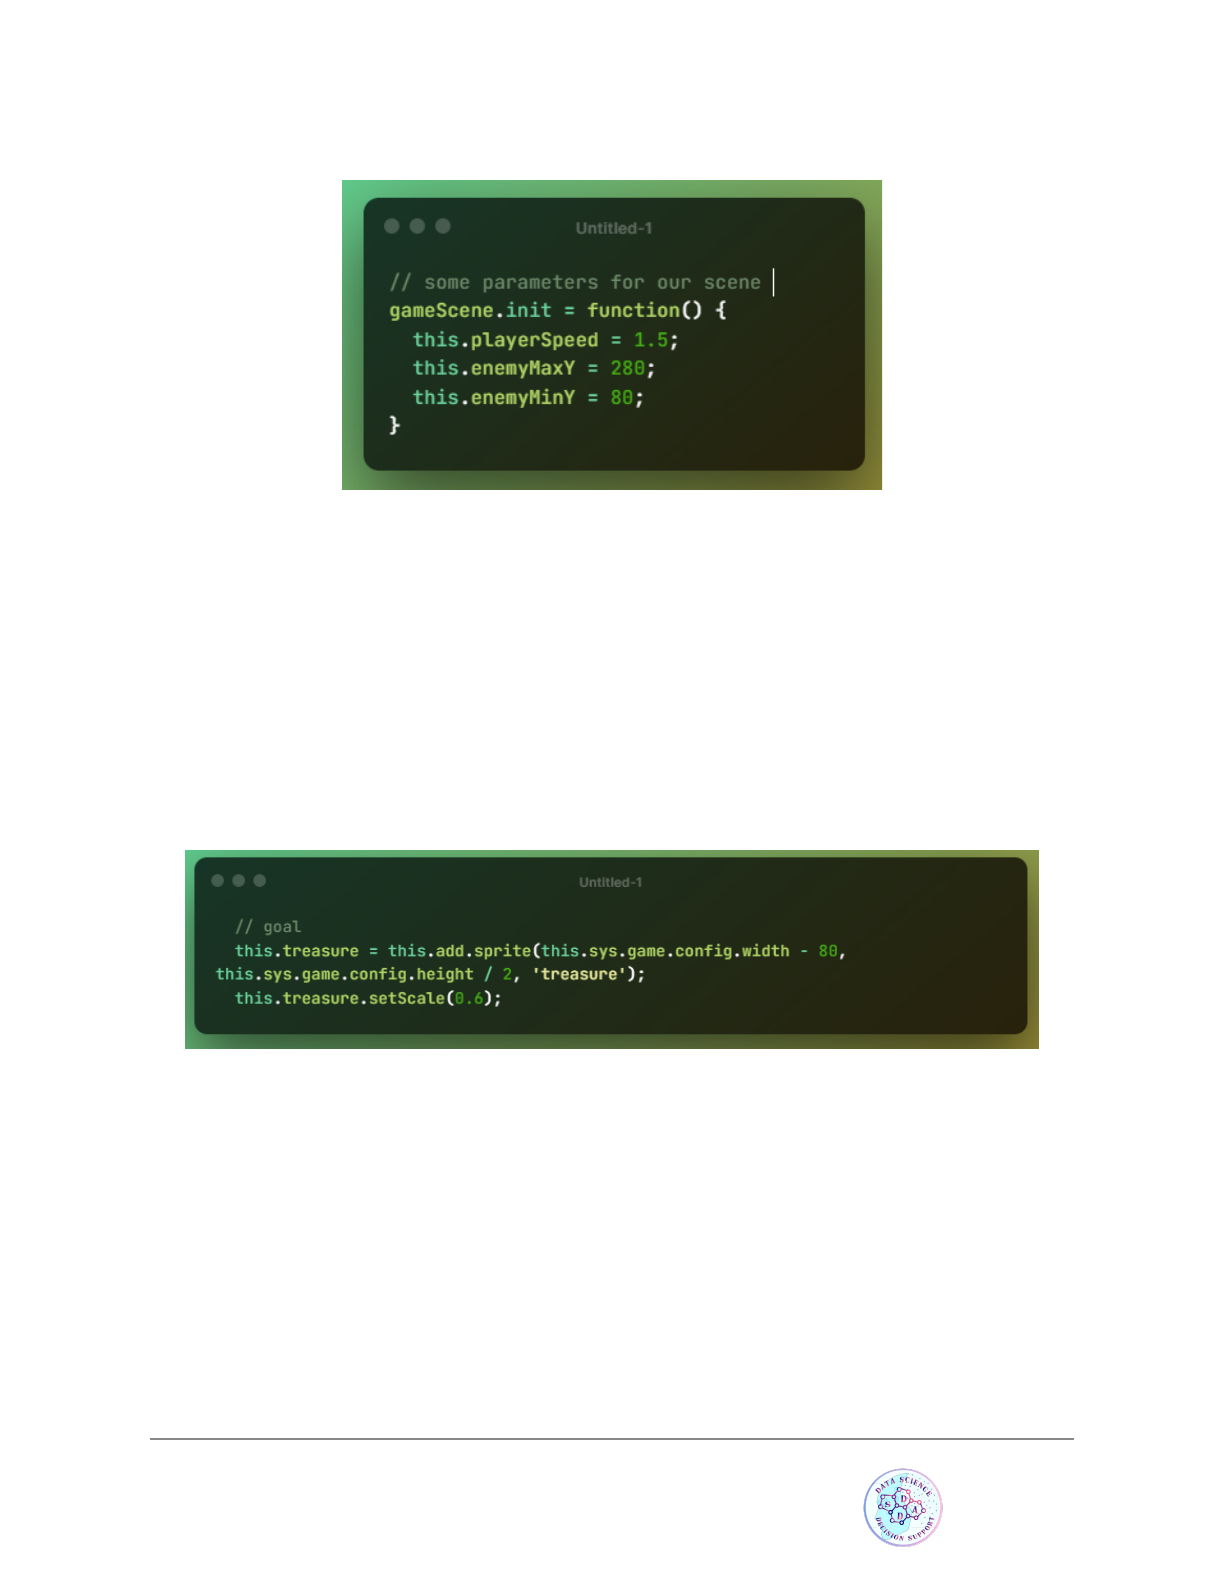 Untitled-1
// some parameters for our scene
gameScene.init = function() {
  this.playerSpeed = 1.5;
  this.enemyMaxY = 280;
  this.enemyMinY = 80;
}
Untitled-1
  // goal
  this.treasure = this.add.sprite(this.sys.game.config.width - 80,
this.sys.game.config.height / 2, 'treasure');
  this.treasure.setScale(0.6);
DATA SCIENCE
D
S
A
D
DECISION SUPPORT